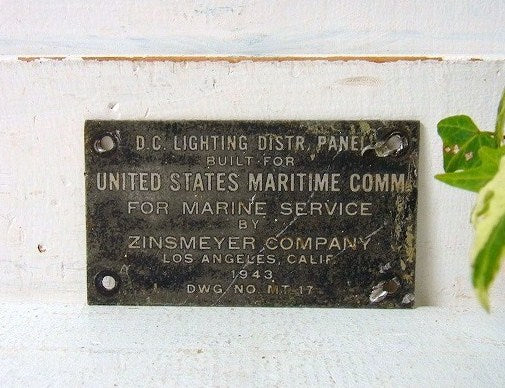 D.C. LIGHTING DISTR. PANEL
BUILT FOR
UNITED STATES MARITIME COMM.
FOR MARINE SERVICE
BY
ZINSMEYER COMPANY
LOS ANGELES, CALIF.
1943
DWG. NO. MT-17